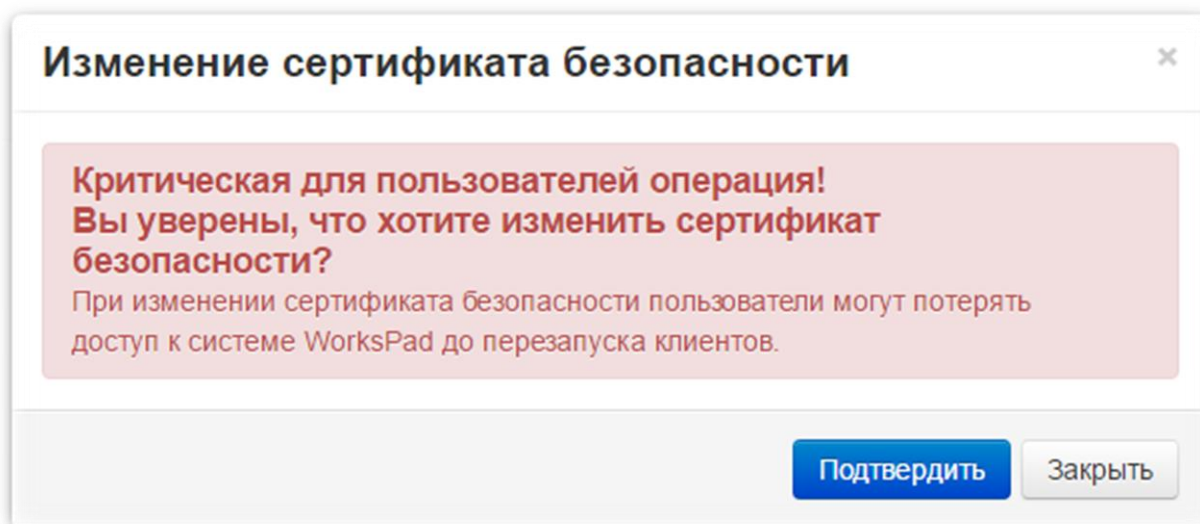 Изменение сертификата безопасности
×
Критическая для пользователей операция!
Вы уверены, что хотите изменить сертификат
безопасности?
При изменении сертификата безопасности пользователи могут потерять
доступ к системе WorksPad до перезапуска клиентов.
Подтвердить
Закрыть